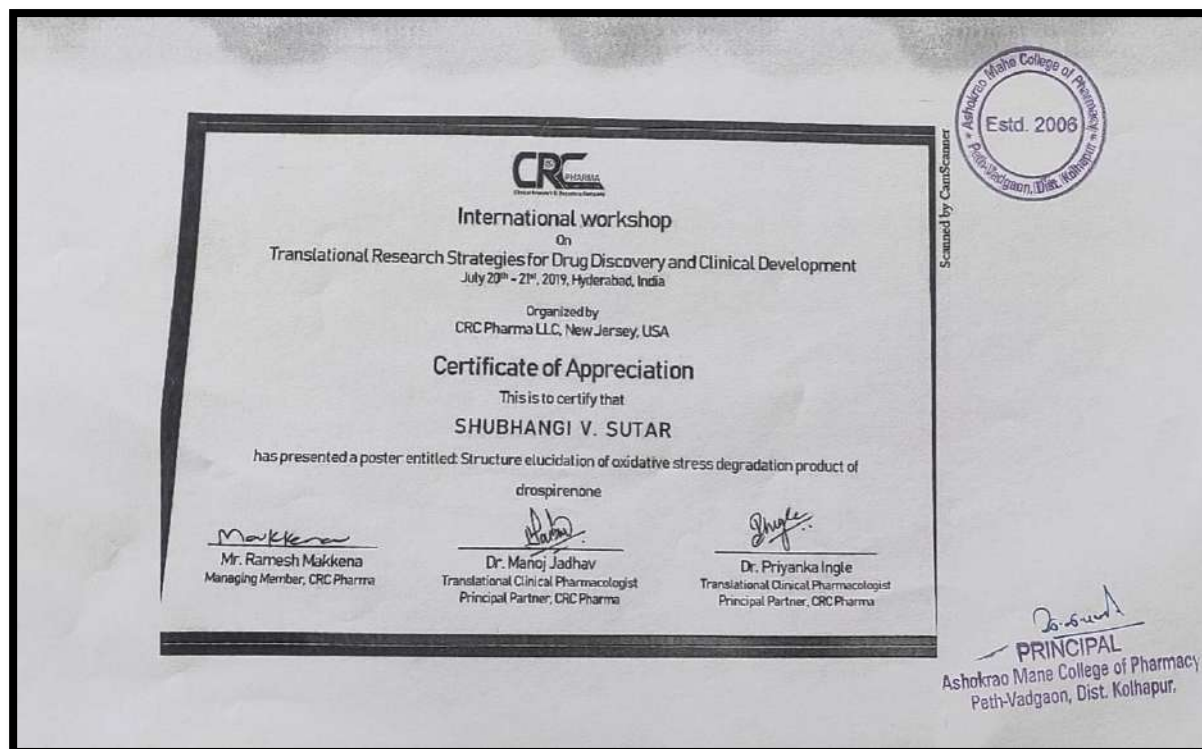 CRC
PHARMA
International workshop
On
Translational Research Strategies for Drug Discovery and Clinical Development
July 20th - 21st, 2019, Hyderabad, India
Organized by
CRC Pharma LLC, New Jersey, USA
Certificate of Appreciation
This is to certify that
SHUBHANGI V. SUTAR
has presented a poster entitled: Structure elucidation of oxidative stress degradation product of
drospirenone
Makkena
Mr. Ramesh Makkena
Managing Member, CRC Pharma
Dr. Manoj Jadhav
Translational Clinical Pharmacologist
Principal Partner, CRC Pharma
Dr. Priyanka Ingle
Translational Clinical Pharmacologist
Principal Partner, CRC Pharma
Scanned by CamScanner
Ashokrao Mane College of Pharmacy
Estd. 2006
Peth-Vadgaon, Dist. Kolhapur
PRINCIPAL
Ashokrao Mane College of Pharmacy
Peth-Vadgaon, Dist. Kolhapur.